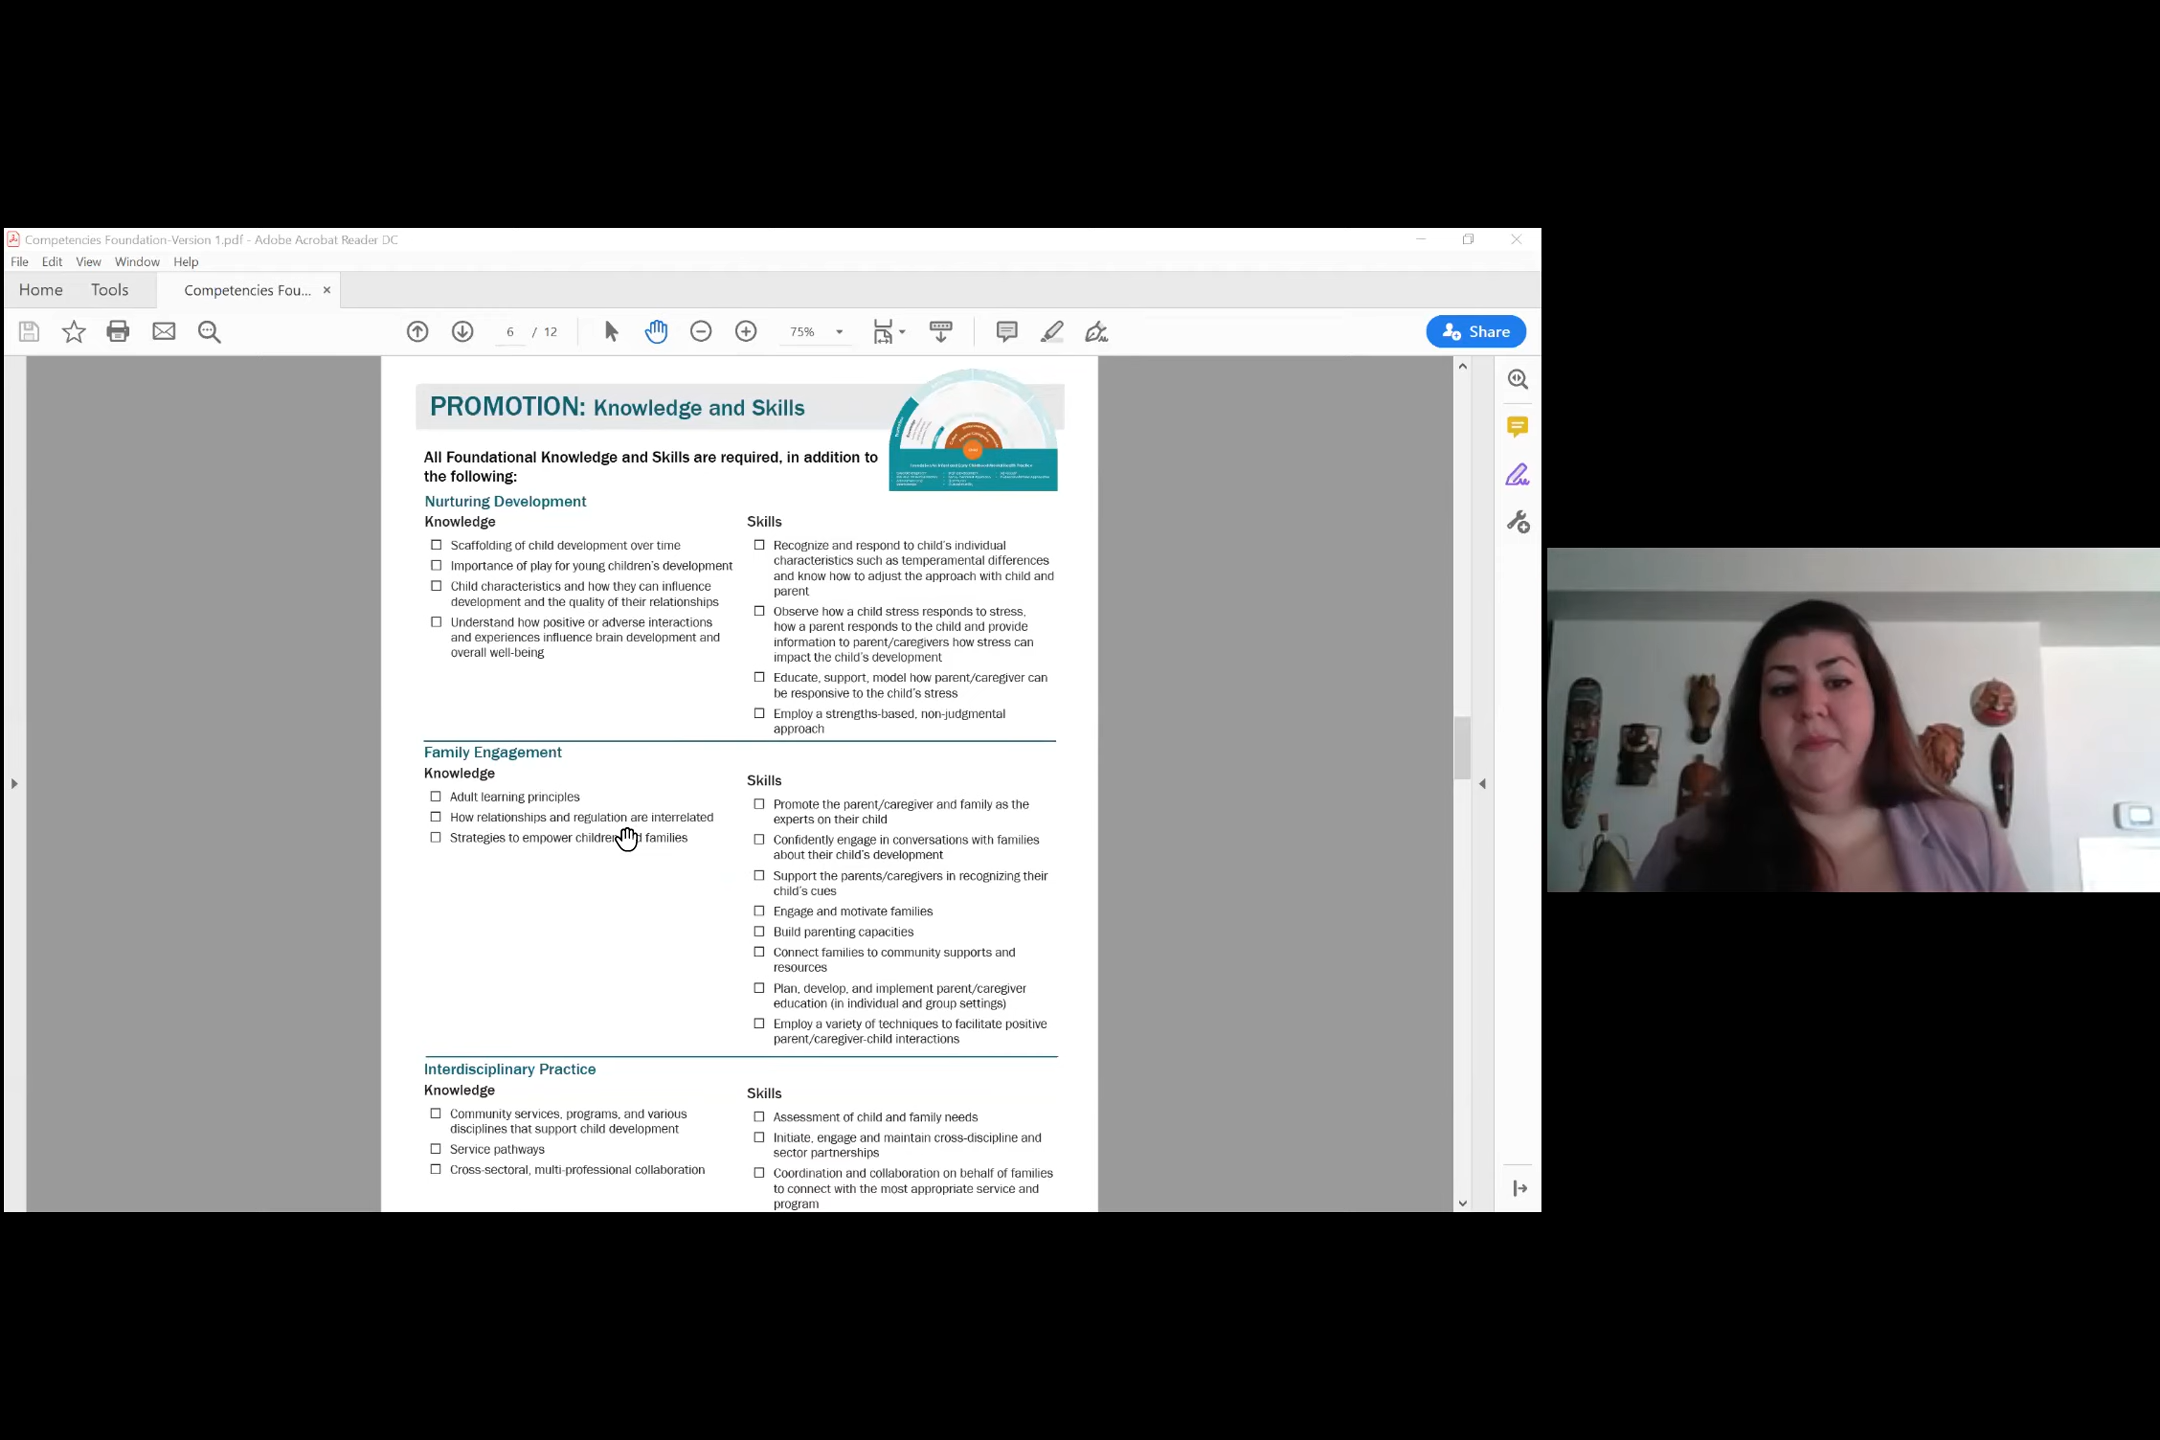 Competencies Foundation-Version 1.pdf - Adobe Acrobat Reader DC
File Edit View Window Help
Home Tools Competencies Fou... ×
6 / 12 75% Share
PROMOTION: Knowledge and Skills
All Foundational Knowledge and Skills are required, in addition to
the following:
Nurturing Development
Knowledge
Scaffolding of child development over time
Importance of play for young children's development
Child characteristics and how they can influence
development and the quality of their relationships
Understand how positive or adverse interactions
and experiences influence brain development and
overall well-being
Skills
Recognize and respond to child's individual
characteristics such as temperamental differences
and know how to adjust the approach with child and
parent
Observe how a child stress responds to stress,
how a parent responds to the child and provide
information to parent/caregivers how stress can
impact the child's development
Educate, support, model how parent/caregiver can
be responsive to the child's stress
Employ a strengths-based, non-judgmental
approach
Family Engagement
Knowledge
Adult learning principles
How relationships and regulation are interrelated
Strategies to empower children families
Skills
Promote the parent/caregiver and family as the
experts on their child
Confidently engage in conversations with families
about their child's development
Support the parents/caregivers in recognizing their
child's cues
Engage and motivate families
Build parenting capacities
Connect families to community supports and
resources
Plan, develop, and implement parent/caregiver
education (in individual and group settings)
Employ a variety of techniques to facilitate positive
parent/caregiver-child interactions
Interdisciplinary Practice
Knowledge
Community services, programs, and various
disciplines that support child development
Service pathways
Cross-sectoral, multi-professional collaboration
Skills
Assessment of child and family needs
Initiate, engage and maintain cross-discipline and
sector partnerships
Coordination and collaboration on behalf of families
to connect with the most appropriate service and
program